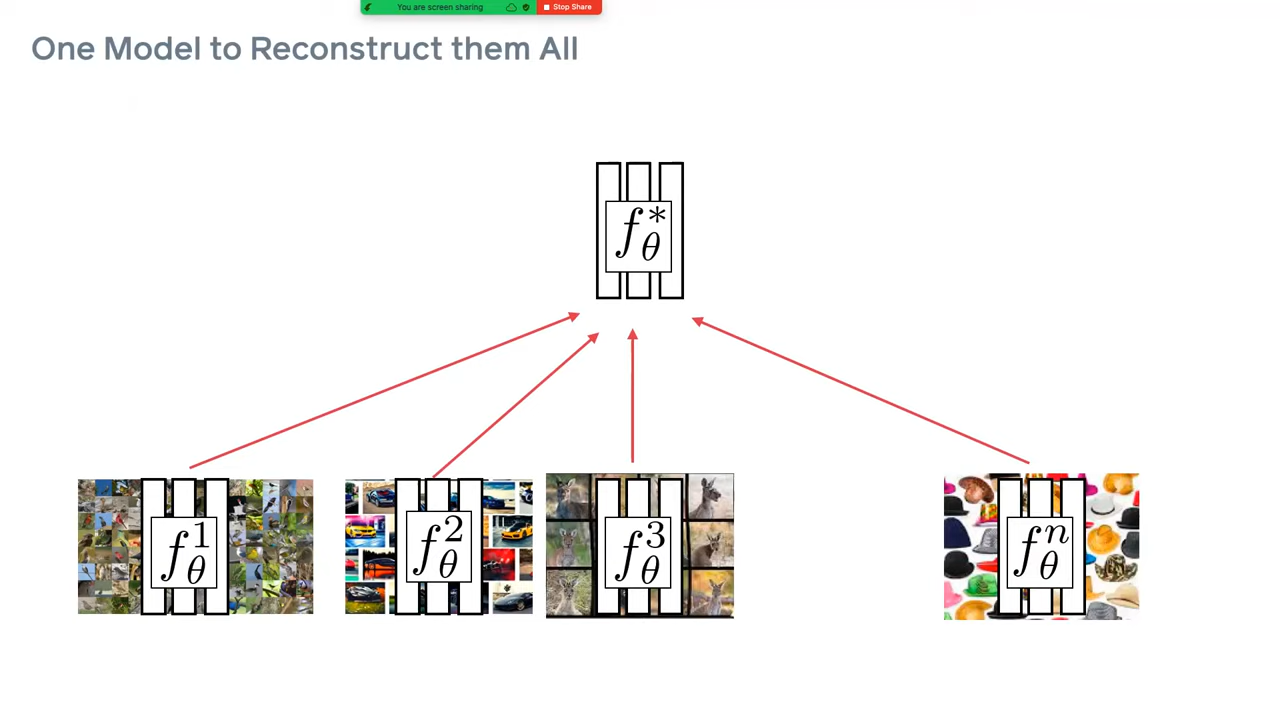 You are screen sharing
Stop Share
One Model to Reconstruct them All
f*θ
f1θ
f2θ
f3θ
fnθ